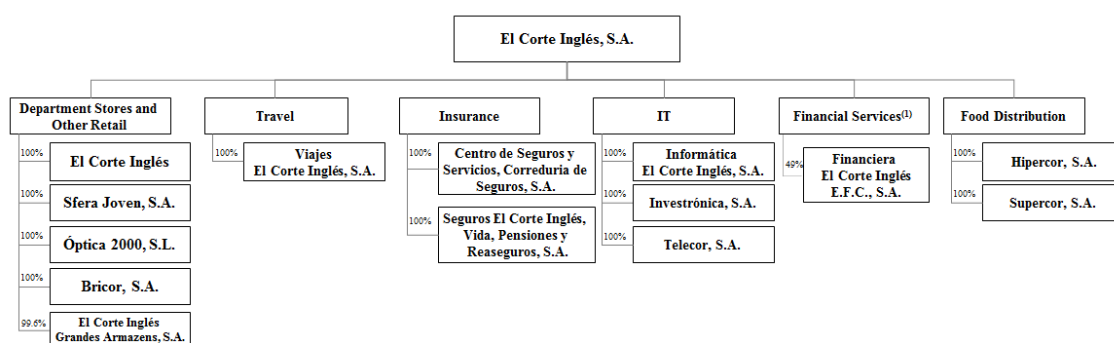 El Corte Inglés, S.A.
Department Stores and
Other Retail
100%
El Corte Inglés
100%
Sfera Joven, S.A.
100%
Óptica 2000, S.L.
100%
Bricor, S.A.
99.6%
El Corte Inglés
Grandes Armazens, S.A.
Travel
100%
Viajes
El Corte Inglés, S.A.
Insurance
100%
Centro de Seguros y
Servicios, Correduria de
Seguros, S.A.
100%
Seguros El Corte Inglés,
Vida, Pensiones y
Reaseguros, S.A.
IT
100%
Informática
El Corte Inglés, S.A.
100%
Investrónica, S.A.
100%
Telecor, S.A.
Financial Services(1)
49%
Financiera
El Corte Inglés
E.F.C., S.A.
Food Distribution
100%
Hipercor, S.A.
100%
Supercor, S.A.